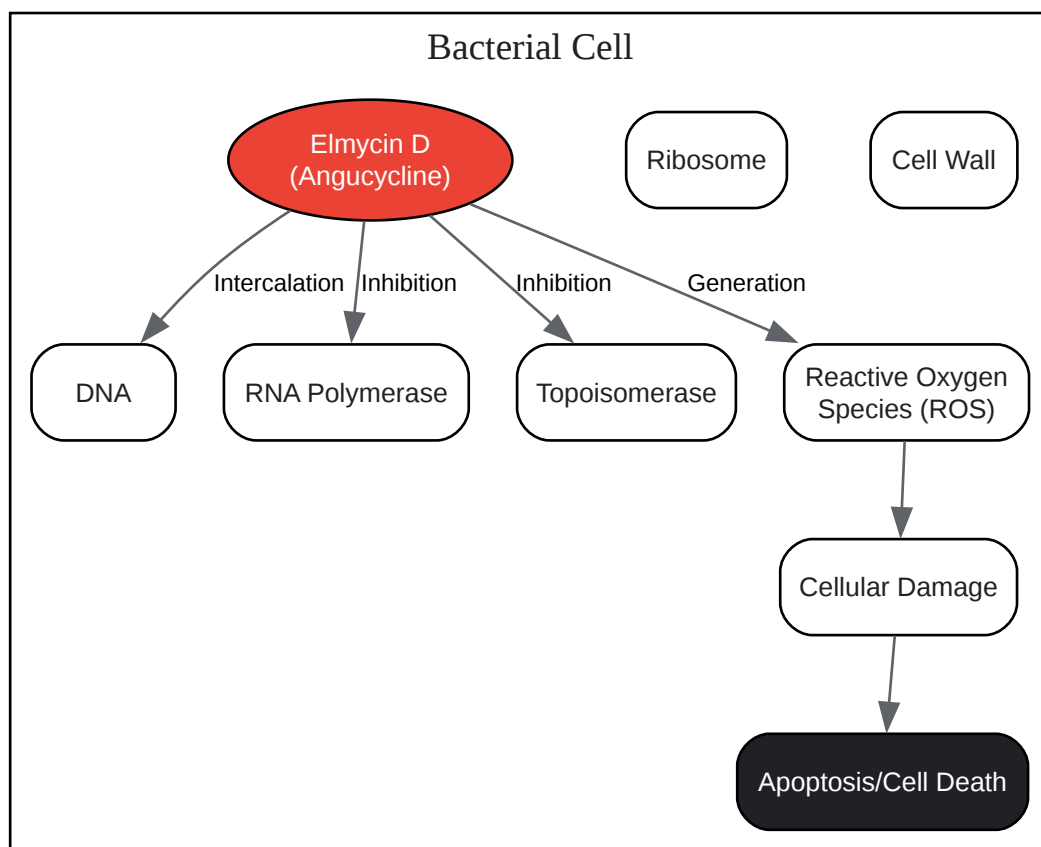 Bacterial Cell
Elmycin D
(Angucycline)
Ribosome
Cell Wall
Intercalation
Inhibition
Inhibition
Generation
DNA
RNA Polymerase
Topoisomerase
Reactive Oxygen
Species (ROS)
Cellular Damage
Apoptosis/Cell Death